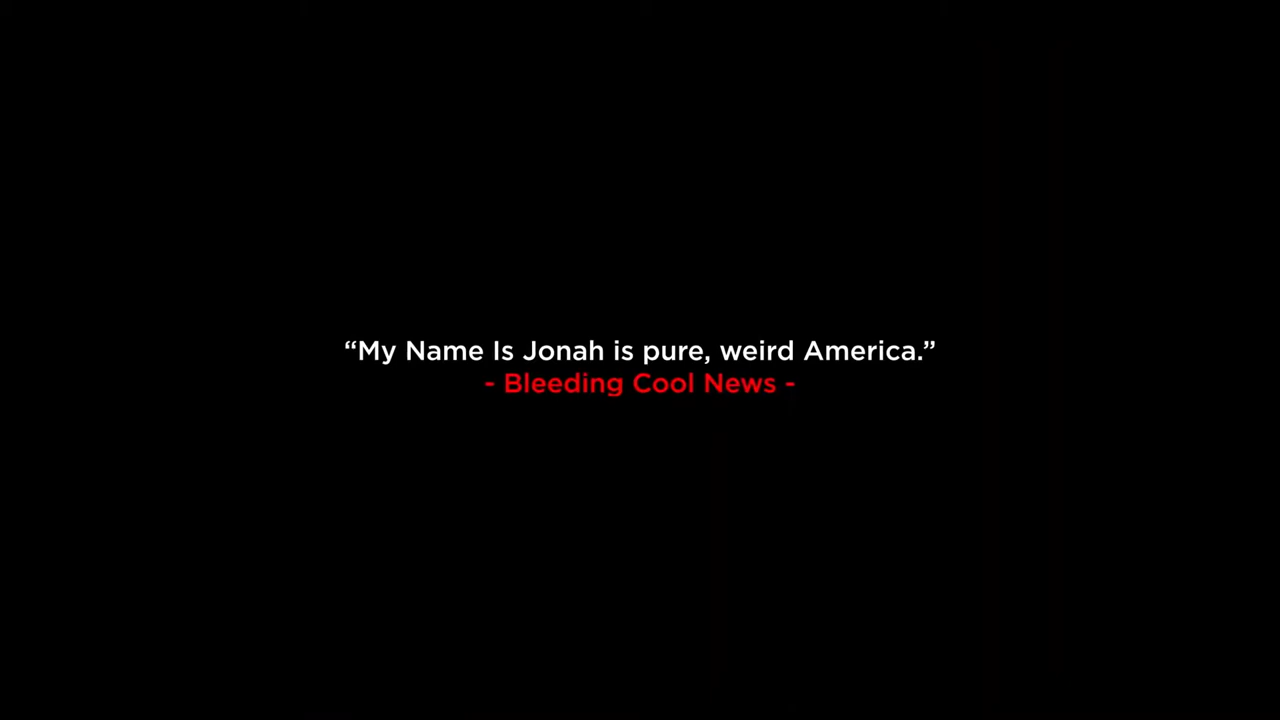 “My Name Is Jonah is pure, weird America.”
- Bleeding Cool News -